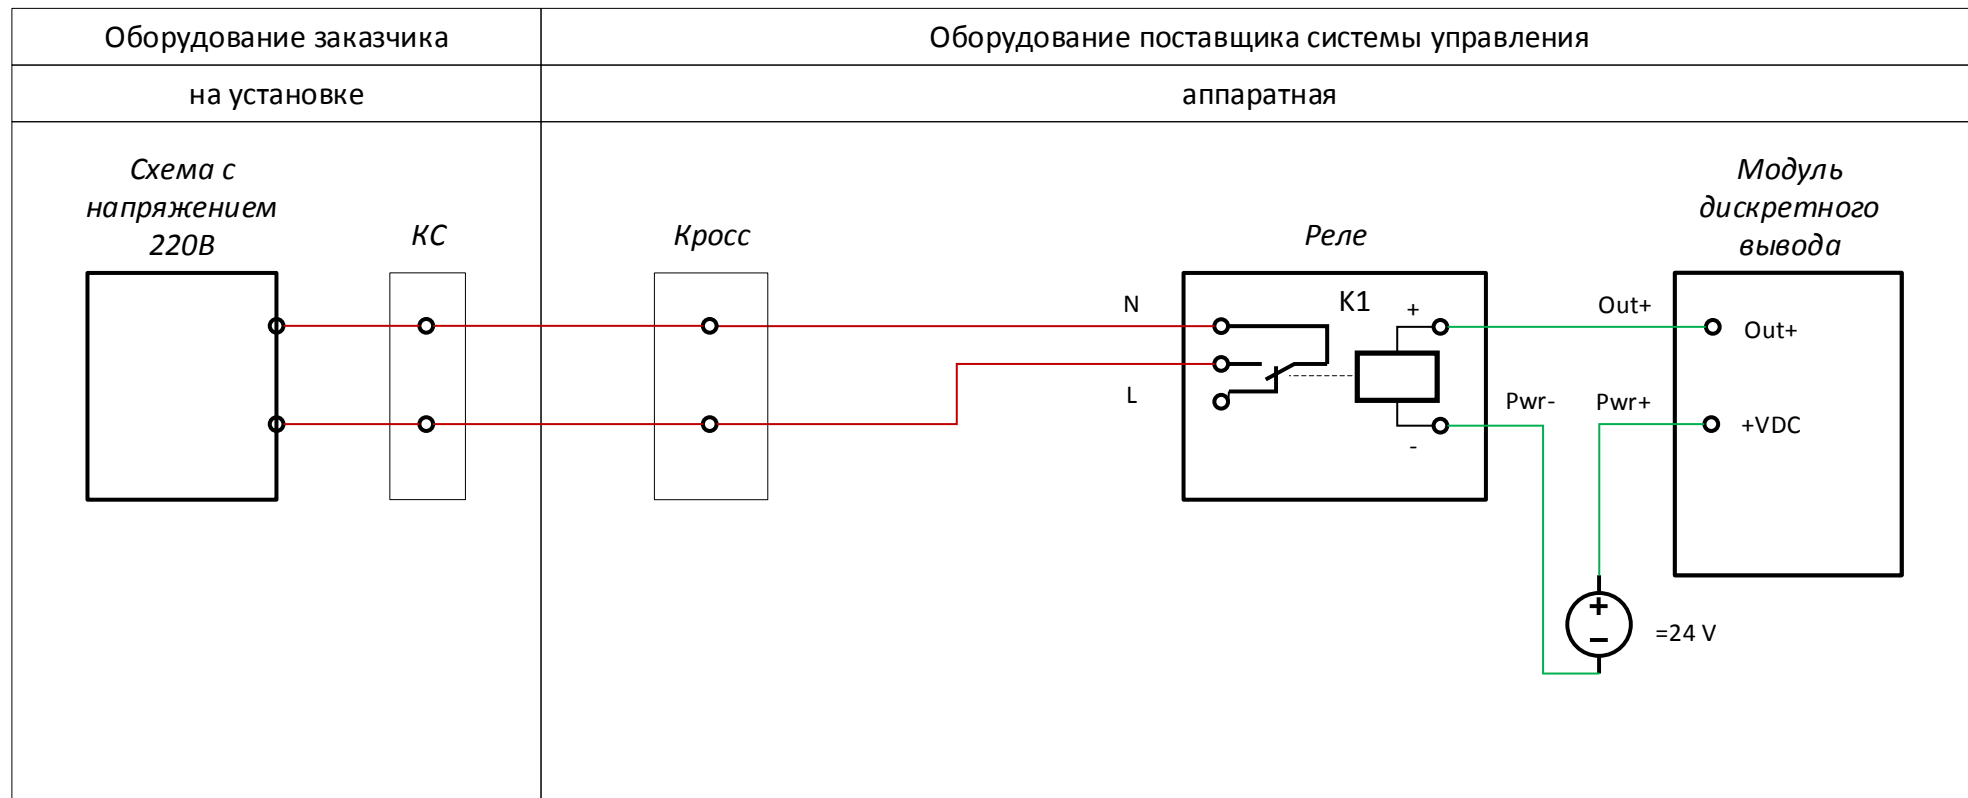 Оборудование заказчика
Оборудование поставщика системы управления
на установке
аппаратная
Схема с
напряжением
220В
КС
Кросс
Реле
Модуль
дискретного
вывода
N
L
K1
+
-
Out+
Out+
Pwr-
Pwr+
+VDC
=24 V